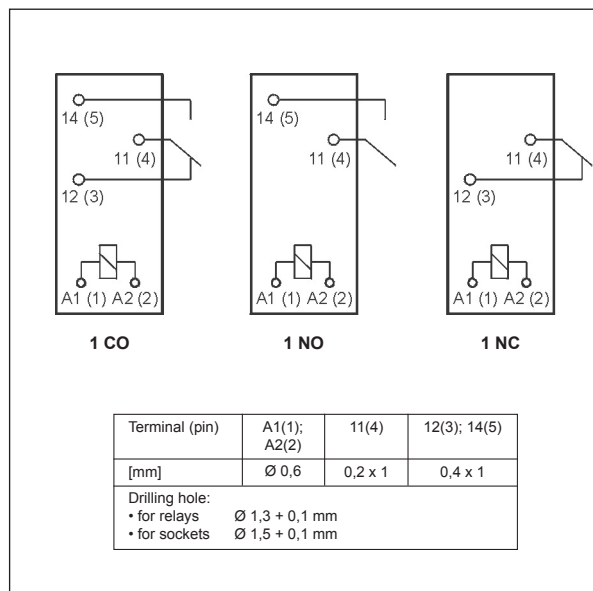 14 (5)
11 (4)
12 (3)
A1 (1) A2 (2)
1 CO
14 (5)
11 (4)
A1 (1) A2 (2)
1 NO
11 (4)
12 (3)
A1 (1) A2 (2)
1 NC
Terminal (pin) A1(1); 11(4) 12(3); 14(5)
A2(2)
[mm] Ø 0,6 0,2 x 1 0,4 x 1
Drilling hole:
• for relays Ø 1,3 + 0,1 mm
• for sockets Ø 1,5 + 0,1 mm